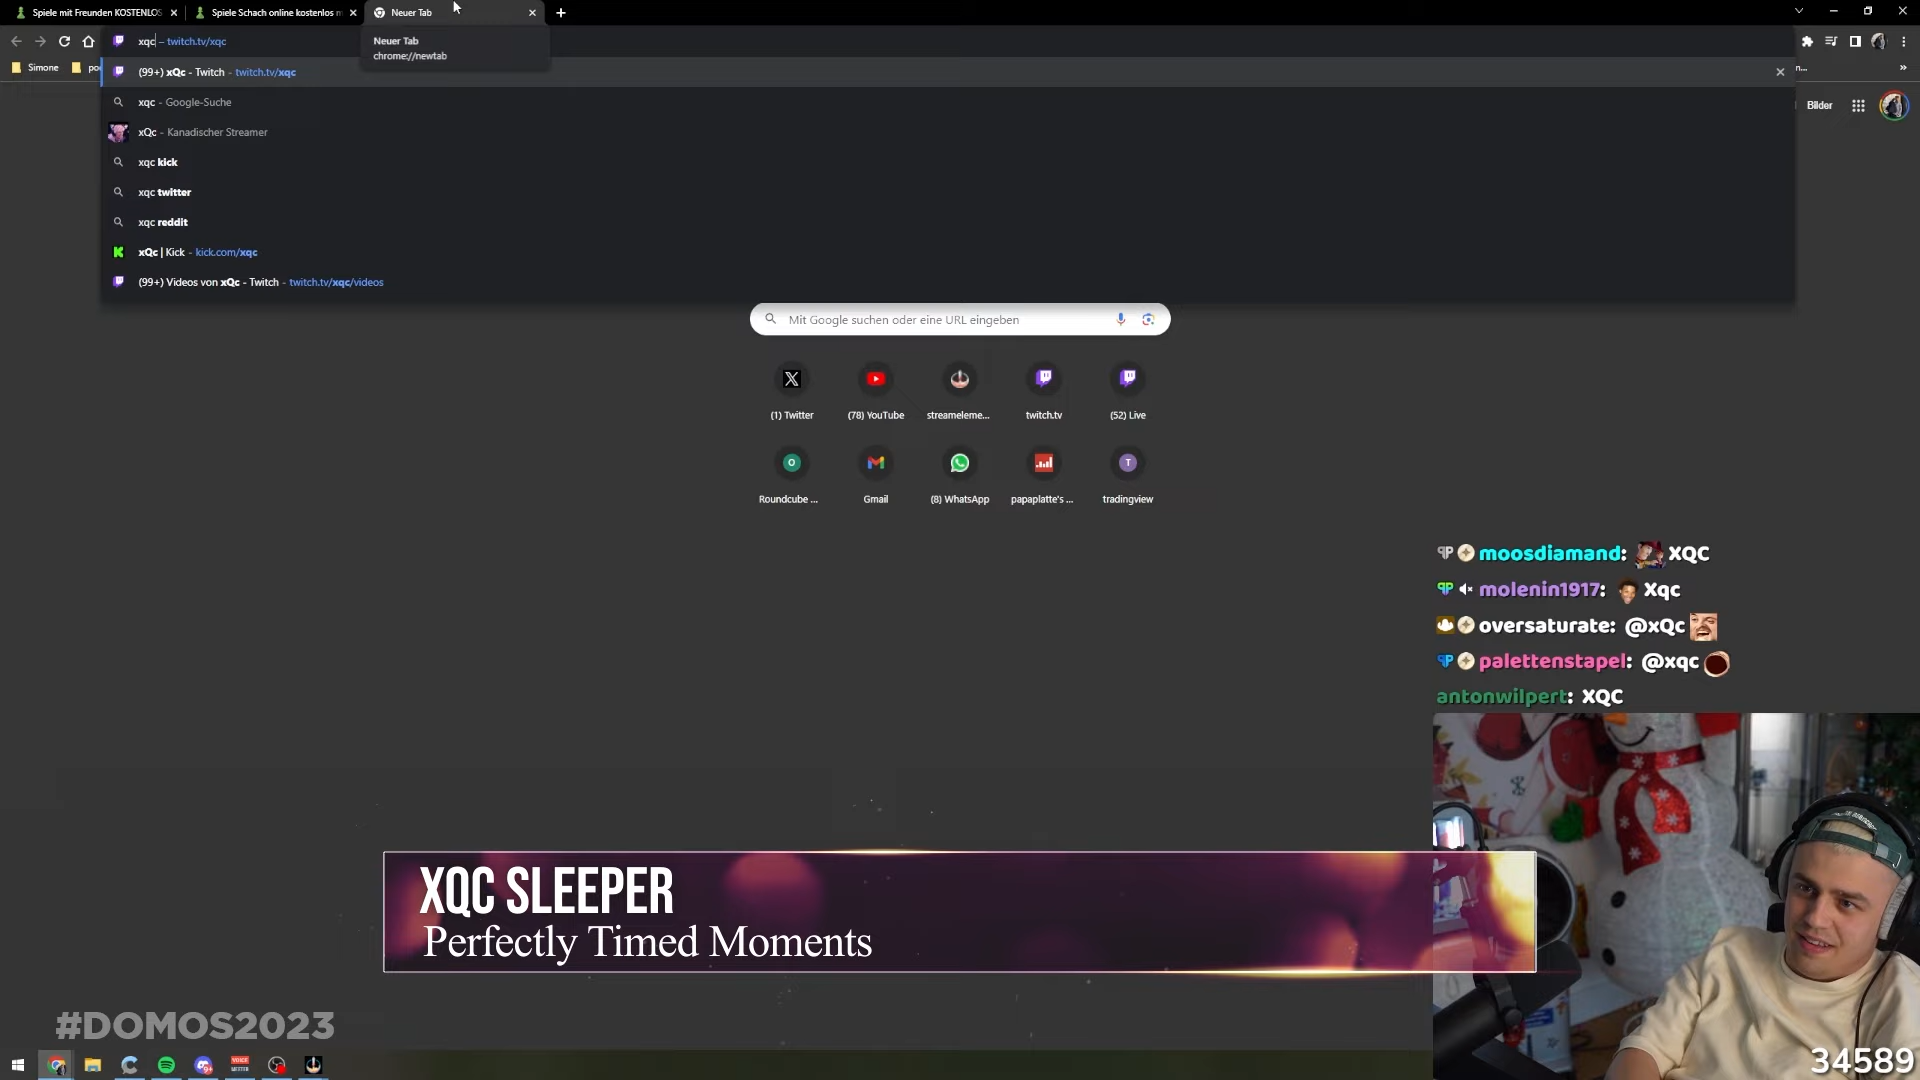 Spiele mit Freunden KOSTENLOS
Spiele Schach online kostenlos m
Neuer Tab
xqc – twitch.tv/xqc
Neuer Tab
chrome://newtab
Simone
(99+) xQc - Twitch - twitch.tv/xqc
xqc - Google-Suche
Bilder
xQc - Kanadischer Streamer
xqc kick
xqc twitter
xqc reddit
xQc | Kick - kick.com/xqc
(99+) Videos von xQc - Twitch - twitch.tv/xqc/videos
Mit Google suchen oder eine URL eingeben
(1) Twitter
(78) YouTube
streameleme...
twitch.tv
(52) Live
Roundcube ...
Gmail
(8) WhatsApp
papaplatte's ...
tradingview
moosdiamand: XQC
molenin1917: Xqc
oversaturate: @xQc
palettenstapel: @xqc
antonwilpert: XQC
XQC SLEEPER
Perfectly Timed Moments
#DOMOS2023
34589